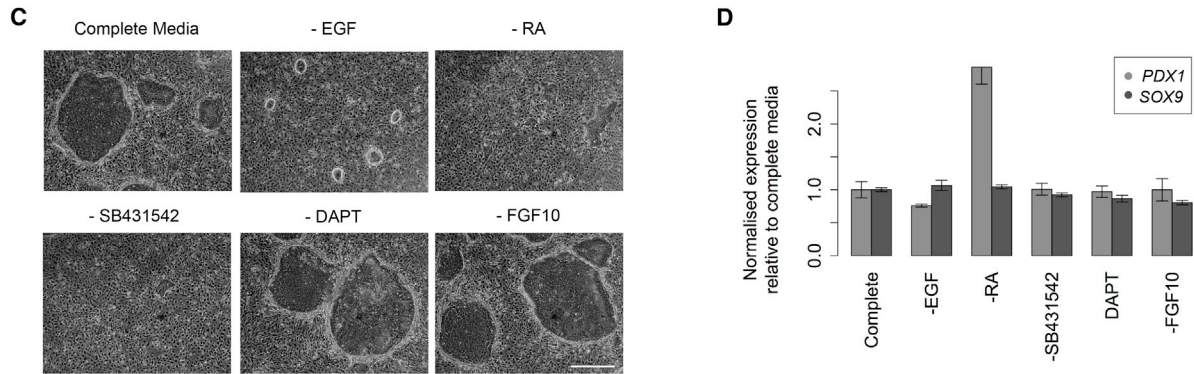 C
Complete Media
- EGF
- RA
- SB431542
- DAPT
- FGF10
D
Normalised expression
relative to complete media
2.0
1.0
0.0
PDX1
SOX9
Complete
-EGF
-RA
-SB431542
DAPT
-FGF10